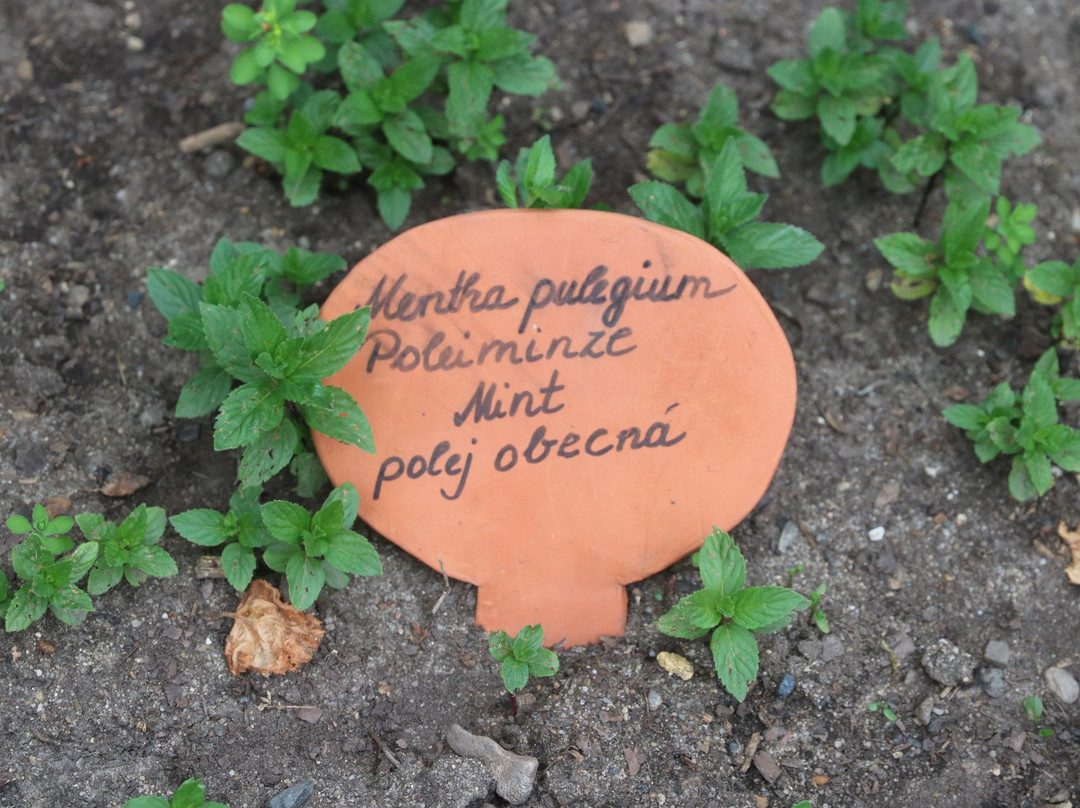 Mentha pulegium
Poleiminze
Mint
polej obecná